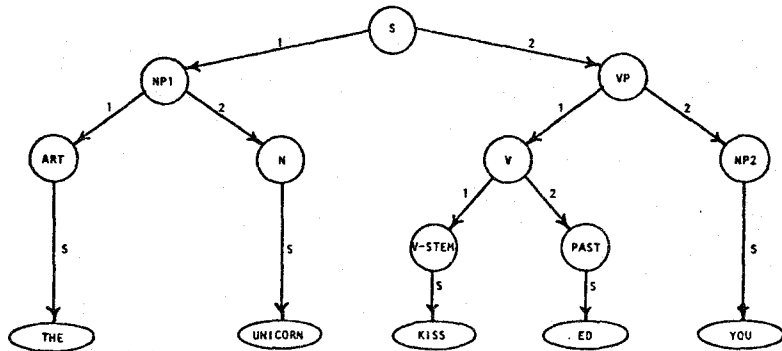 S
1 2
NP1 VP
1 2 1 2
ART N V NP2
1 2
S S V-STEM PAST S
S S
THE UNICORN KISS ED YOU